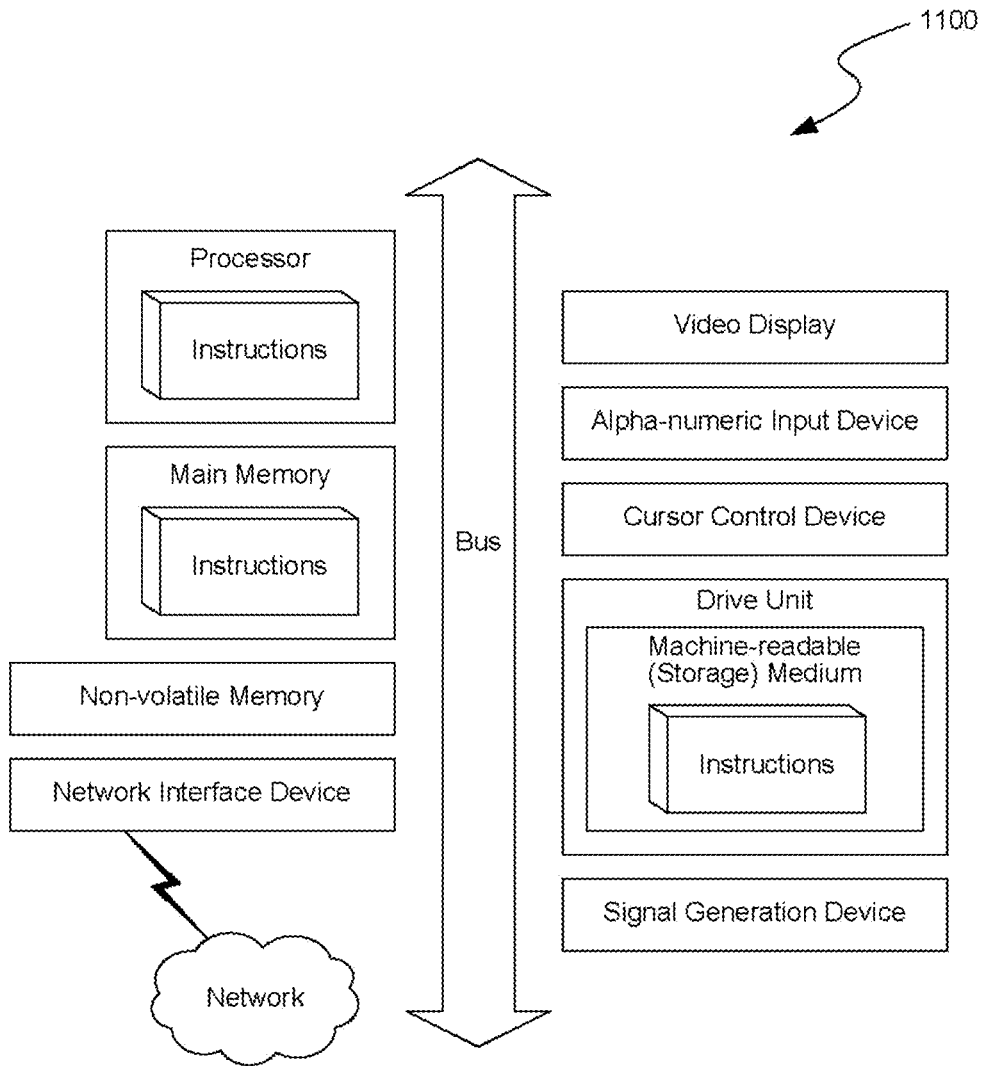 1100
Processor
Instructions
Main Memory
Instructions
Non-volatile Memory
Network Interface Device
Network
Bus
Video Display
Alpha-numeric Input Device
Cursor Control Device
Drive Unit
Machine-readable
(Storage) Medium
Instructions
Signal Generation Device